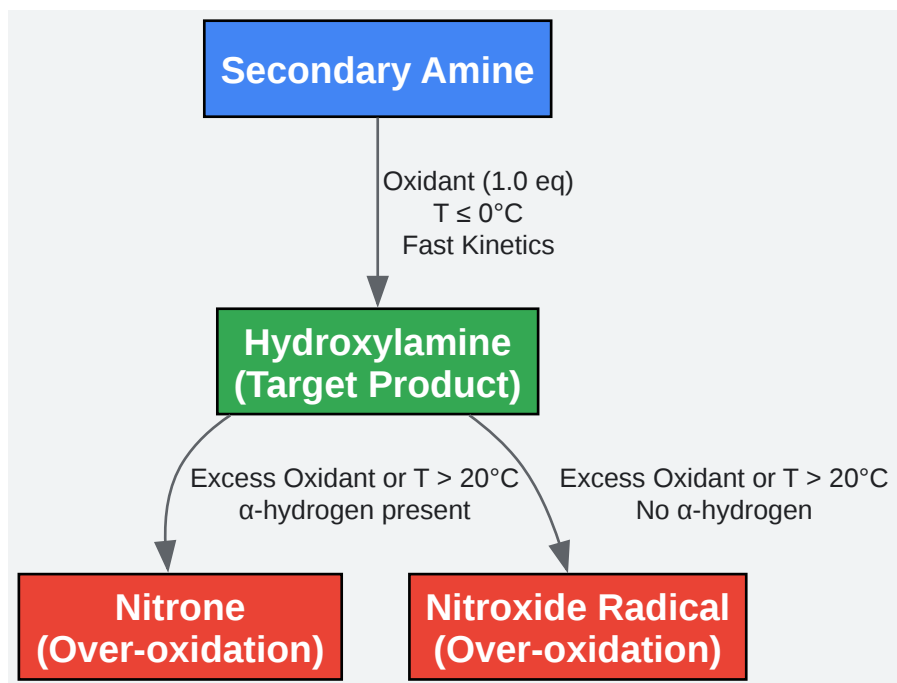 Secondary Amine
Oxidant (1.0 eq)
T ≤ 0°C
Fast Kinetics
Hydroxylamine
(Target Product)
Excess Oxidant or T > 20°C
α-hydrogen present
Excess Oxidant or T > 20°C
No α-hydrogen
Nitrone
(Over-oxidation)
Nitroxide Radical
(Over-oxidation)